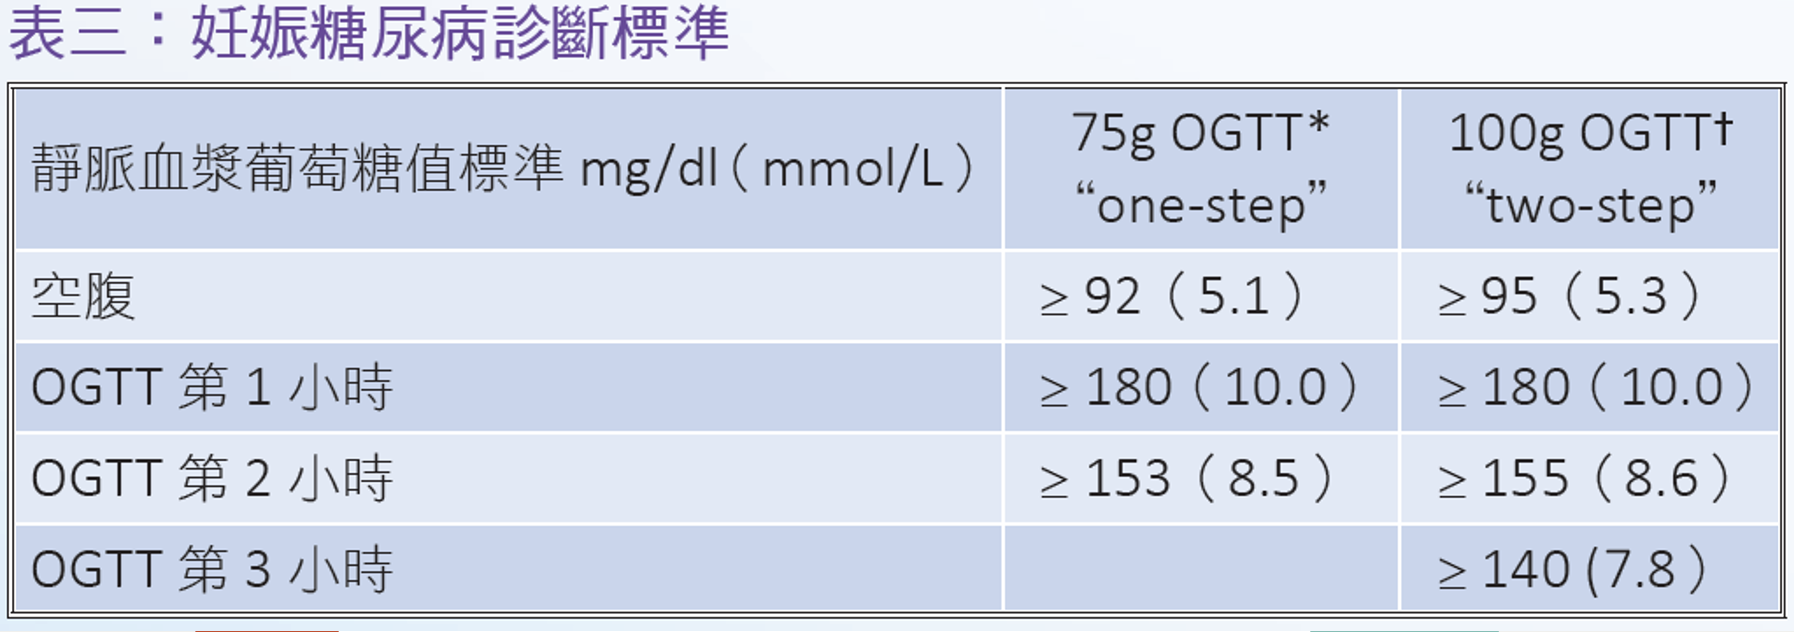 表三：妊娠糖尿病診斷標準
靜脈血漿葡萄糖值標準 mg/dl（mmol/L）
75g OGTT*
“one-step”
100g OGTT†
“two-step”
空腹
≥ 92（5.1）
≥ 95（5.3）
OGTT 第 1 小時
≥ 180（10.0）
≥ 180（10.0）
OGTT 第 2 小時
≥ 153（8.5）
≥ 155（8.6）
OGTT 第 3 小時
≥ 140 (7.8）